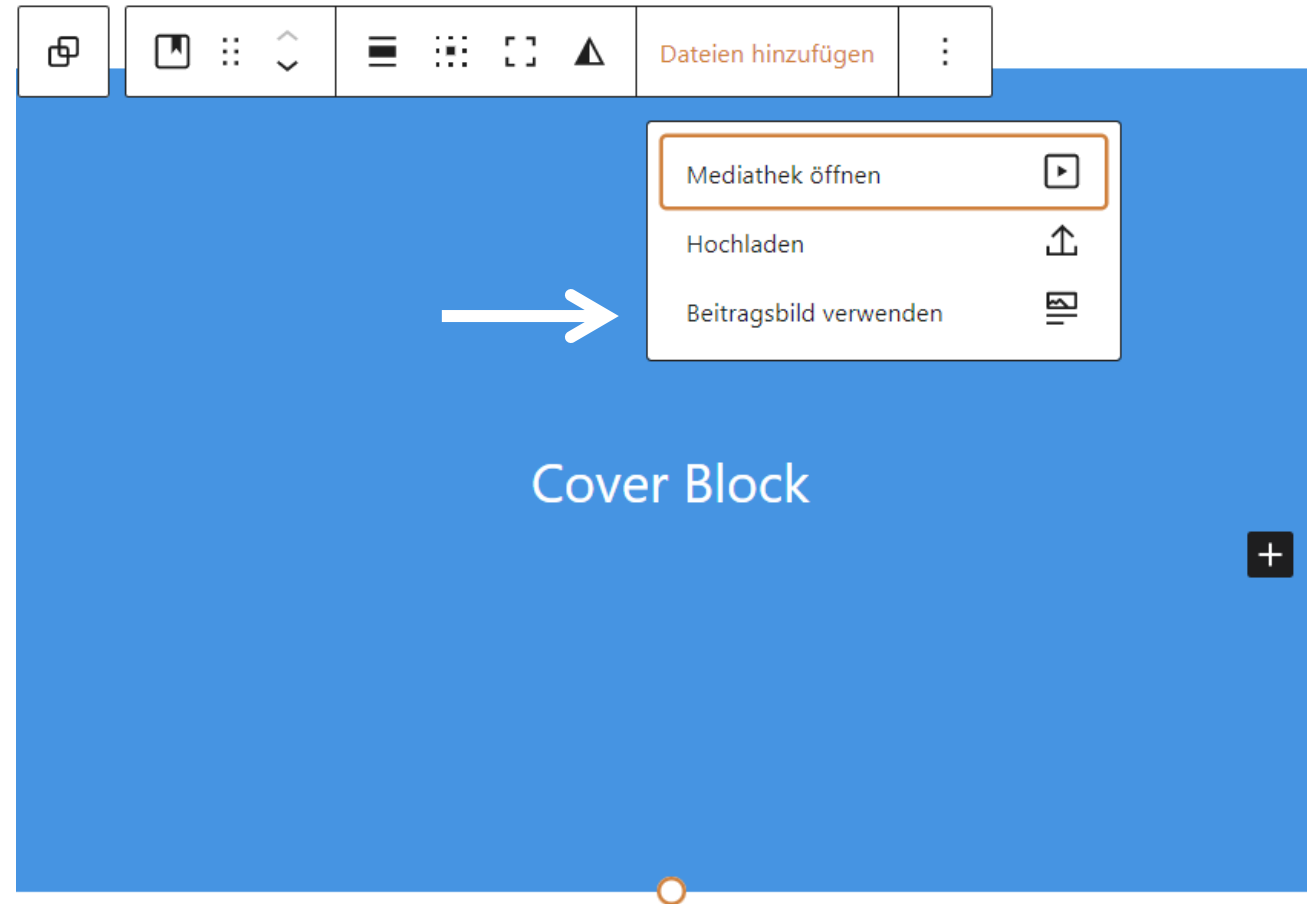 Dateien hinzufügen
Mediathek öffnen
Hochladen
Beitragsbild verwenden
Cover Block